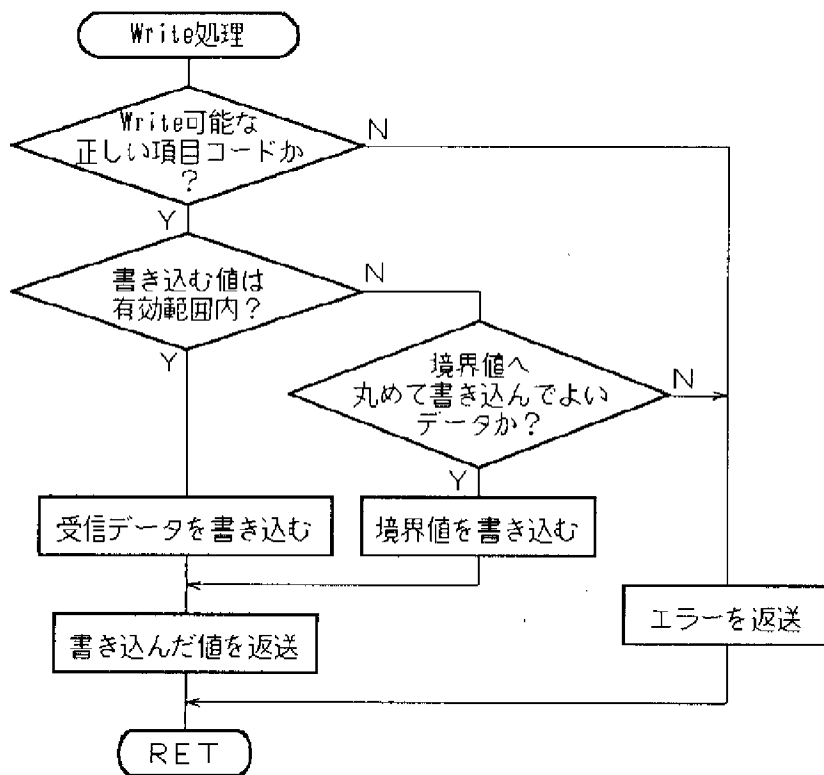 Write処理
Write可能な
正しい項目コードか
?
N
Y
書き込む値は
有効範囲内?
N
Y
境界値へ
丸めて書き込んでよい
データか?
N
Y
受信データを書き込む
境界値を書き込む
エラーを返送
書き込んだ値を返送
RET